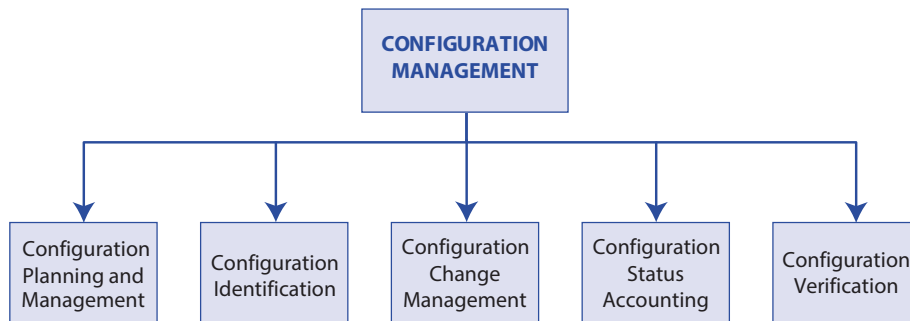 CONFIGURATION
MANAGEMENT
Configuration
Planning and
Management
Configuration
Identification
Configuration
Change
Management
Configuration
Status
Accounting
Configuration
Verification